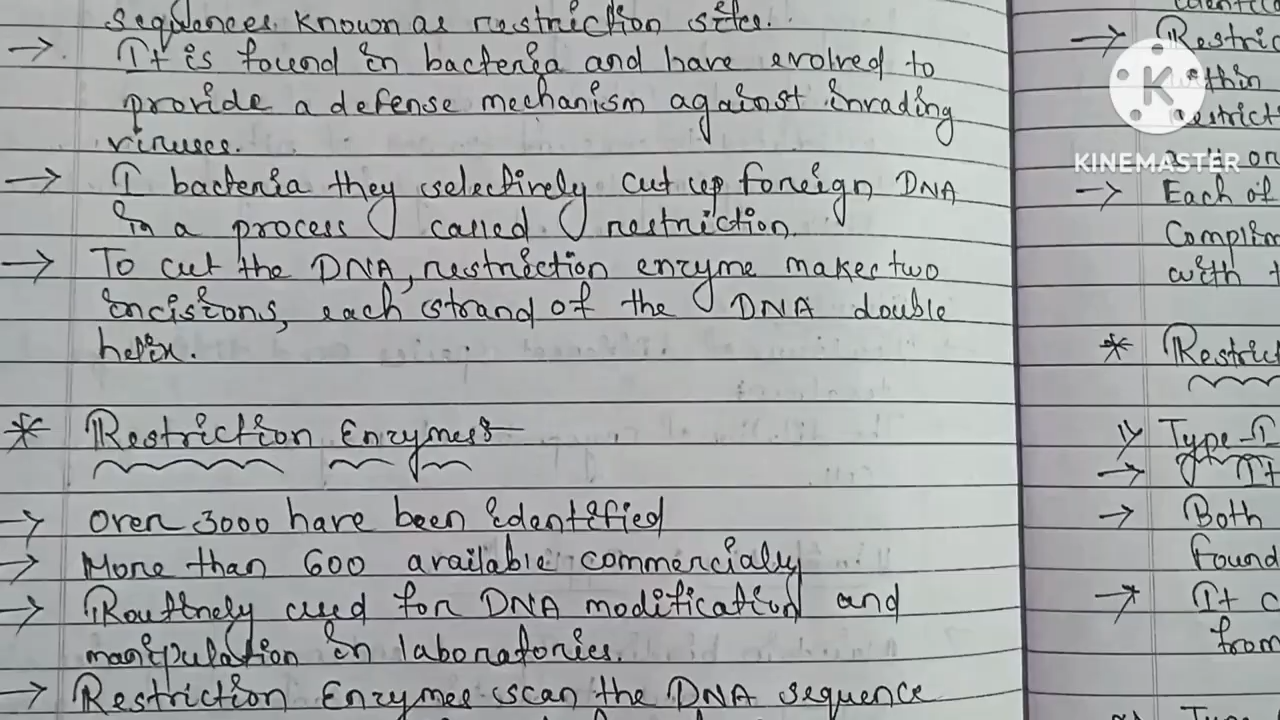 sequences known as restriction sites.
→ It is found in bacteria and have evolved to
provide a defense mechanism against invading
viruses.
→ I bacteria they selectively cut up foreign DNA
in a process called restriction
→ To cut the DNA, restriction enzyme makes two
incisions, each strand of the DNA double
helix.
* Restriction Enzymes
→ Over 3000 have been identified
→ More than 600 available commercialy
→ Routinely used for DNA modification and
manipulation in laboratories.
→ Restriction Enzymes scan the DNA sequence
→ Restric
within
restrict
→ Each of
Complim
with t
* Restrict
1) Type-I
→ It
→ Both
found
→ It c
from
K
KINEMASTER